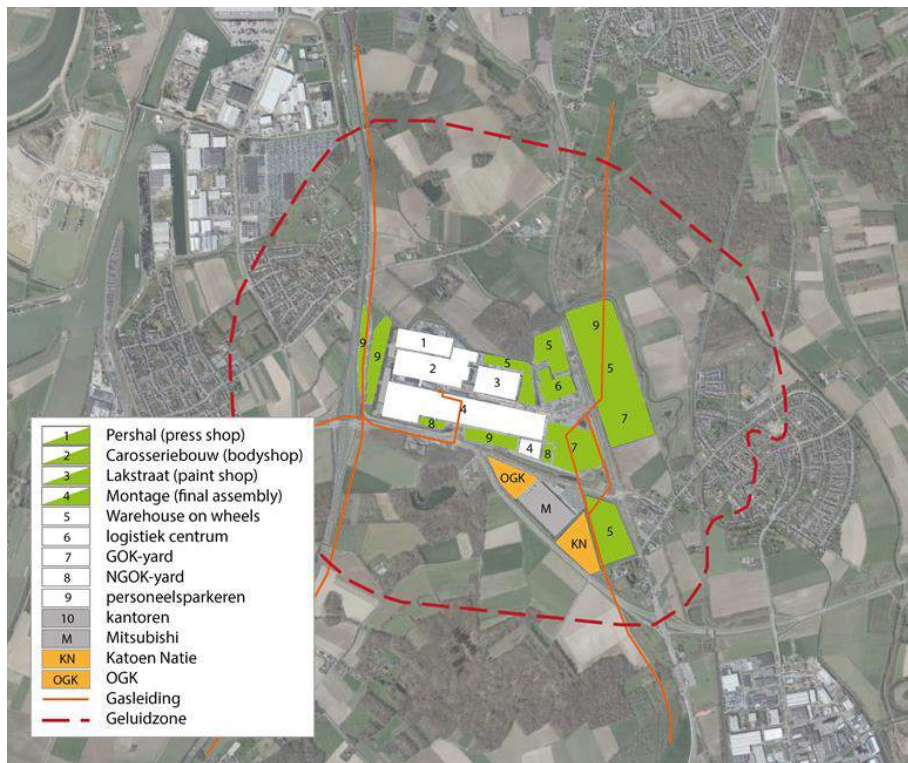 9
9
1
2
5
3
5
6
9
5
7
4
8
9
4
8
7
OGK
M
KN
5
1 Pershal (press shop)
2 Carosseriebouw (bodyshop)
3 Lakstraat (paint shop)
4 Montage (final assembly)
5 Warehouse on wheels
6 logistiek centrum
7 GOK-yard
8 NGOK-yard
9 personeelsparkeren
10 kantoren
M Mitsubishi
KN Katoen Natie
OGK OGK
Gasleiding
Geluidzone